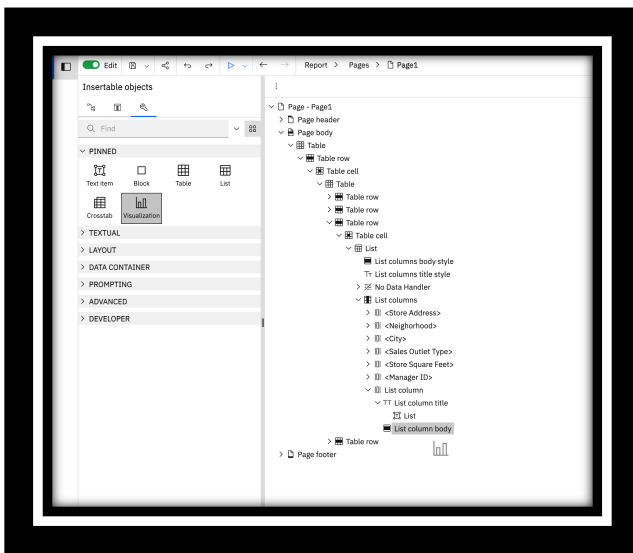 Edit
Report > Pages > Page1
Insertable objects
Find
PINNED
Text item Block Table List
Crosstab Visualization
TEXTUAL
LAYOUT
DATA CONTAINER
PROMPTING
ADVANCED
DEVELOPER
Page - Page1
Page header
Page body
Table
Table row
Table cell
Table
Table row
Table row
Table row
Table cell
List
List columns body style
List columns title style
No Data Handler
List columns
<Store Address>
<Neighorhood>
<City>
<Sales Outlet Type>
<Store Square Feet>
<Manager ID>
List column
List column title
List
List column body
Table row
Page footer